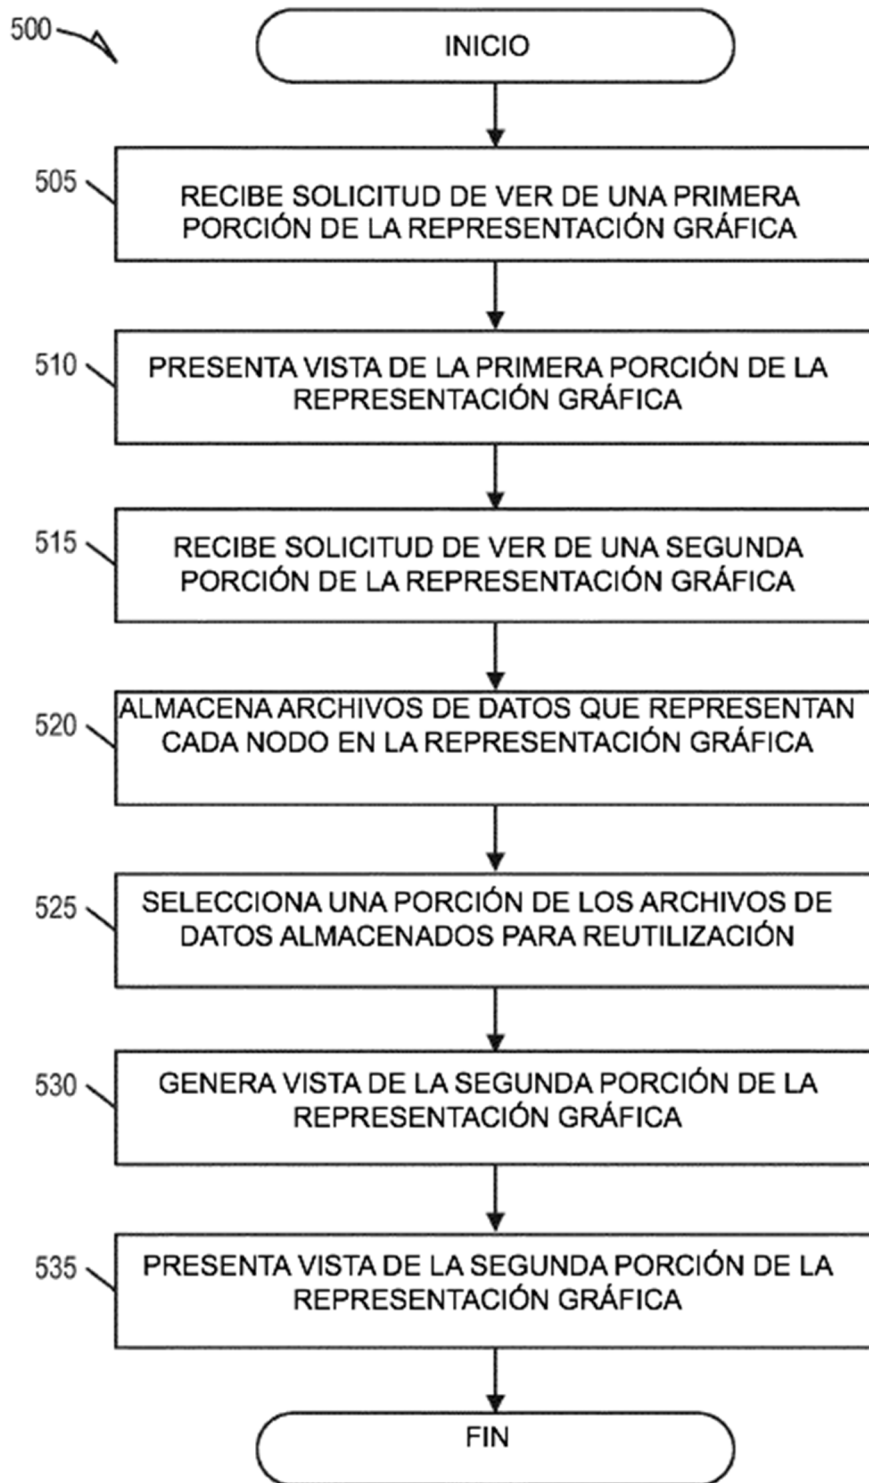 500
INICIO
505
RECIBE SOLICITUD DE VER DE UNA PRIMERA
PORCIÓN DE LA REPRESENTACIÓN GRÁFICA
510
PRESENTA VISTA DE LA PRIMERA PORCIÓN DE LA
REPRESENTACIÓN GRÁFICA
515
RECIBE SOLICITUD DE VER DE UNA SEGUNDA
PORCIÓN DE LA REPRESENTACIÓN GRÁFICA
520
ALMACENA ARCHIVOS DE DATOS QUE REPRESENTAN
CADA NODO EN LA REPRESENTACIÓN GRÁFICA
525
SELECCIONA UNA PORCIÓN DE LOS ARCHIVOS DE
DATOS ALMACENADOS PARA REUTILIZACIÓN
530
GENERA VISTA DE LA SEGUNDA PORCIÓN DE LA
REPRESENTACIÓN GRÁFICA
535
PRESENTA VISTA DE LA SEGUNDA PORCIÓN DE LA
REPRESENTACIÓN GRÁFICA
FIN